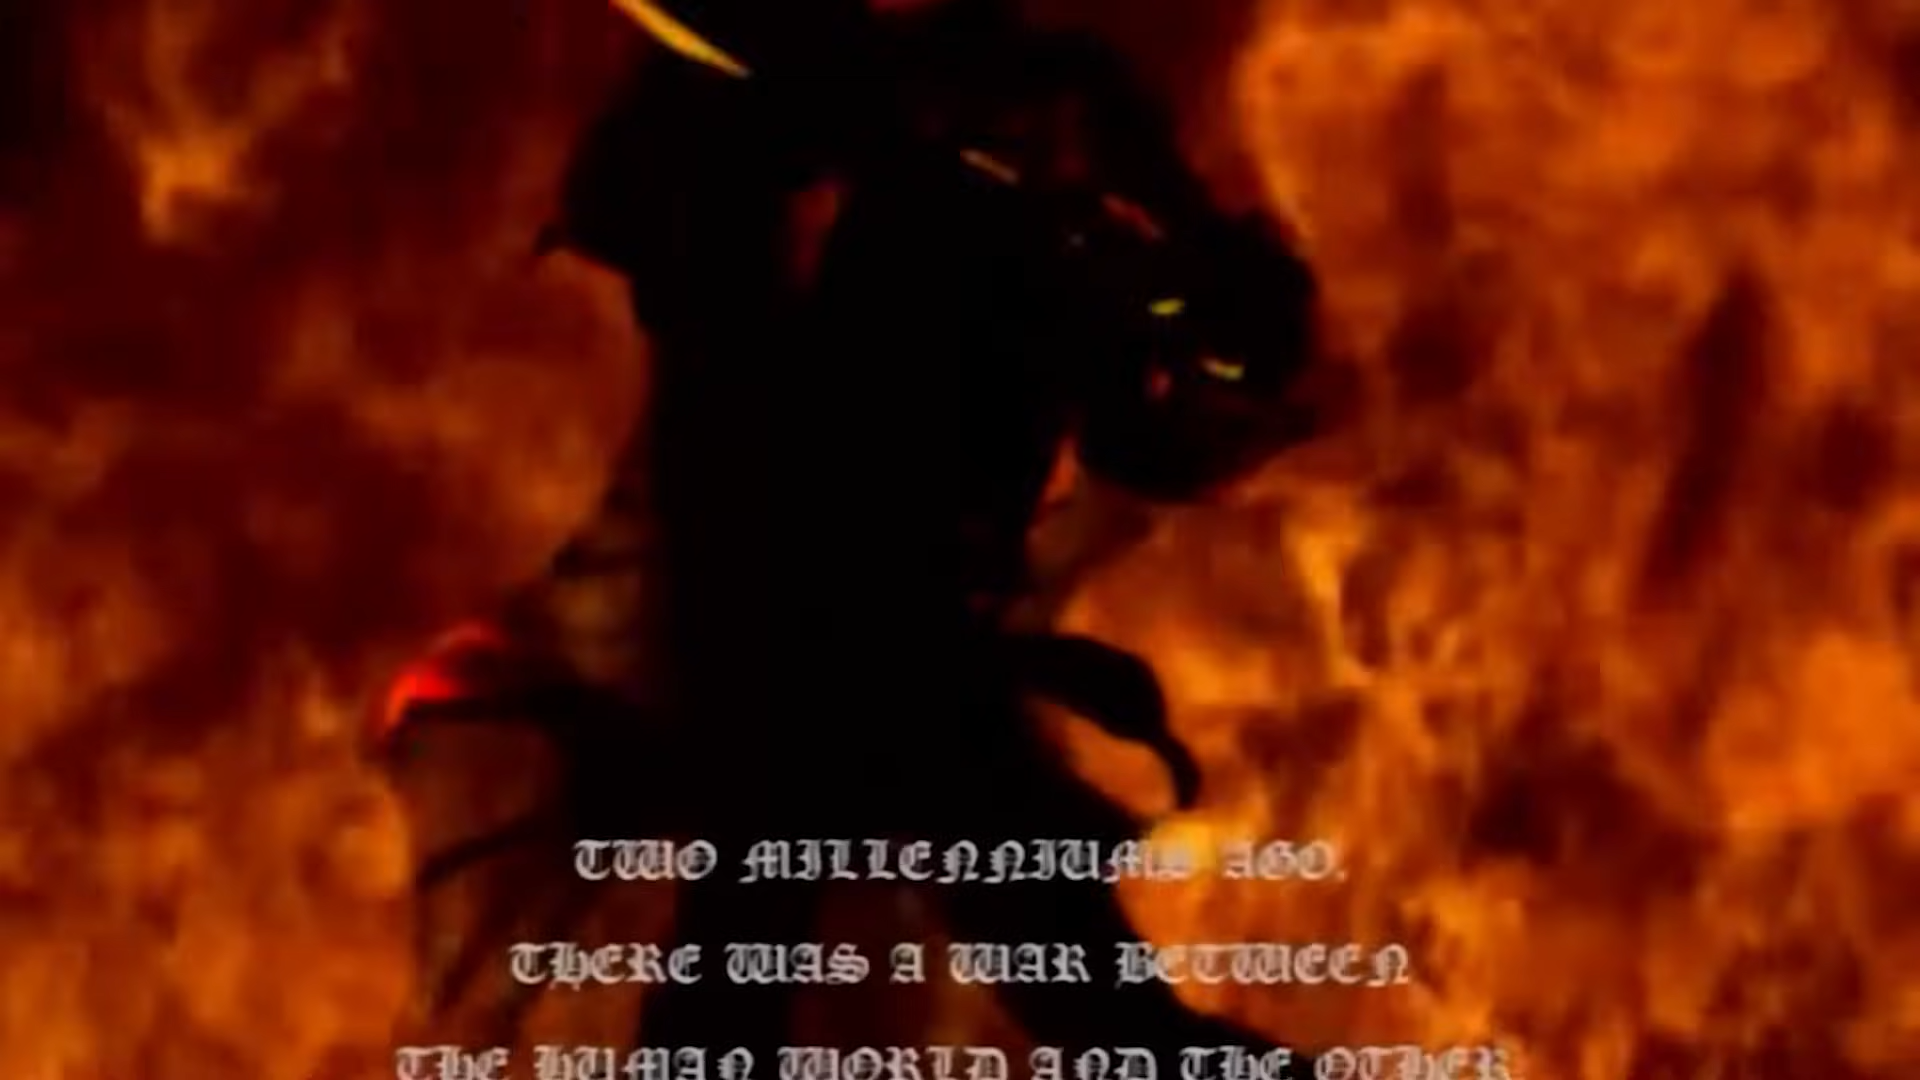 TWO MILLENNIUMS AGO,
THERE WAS A WAR BETWEEN
THE HUMAN WORLD AND THE OTHER